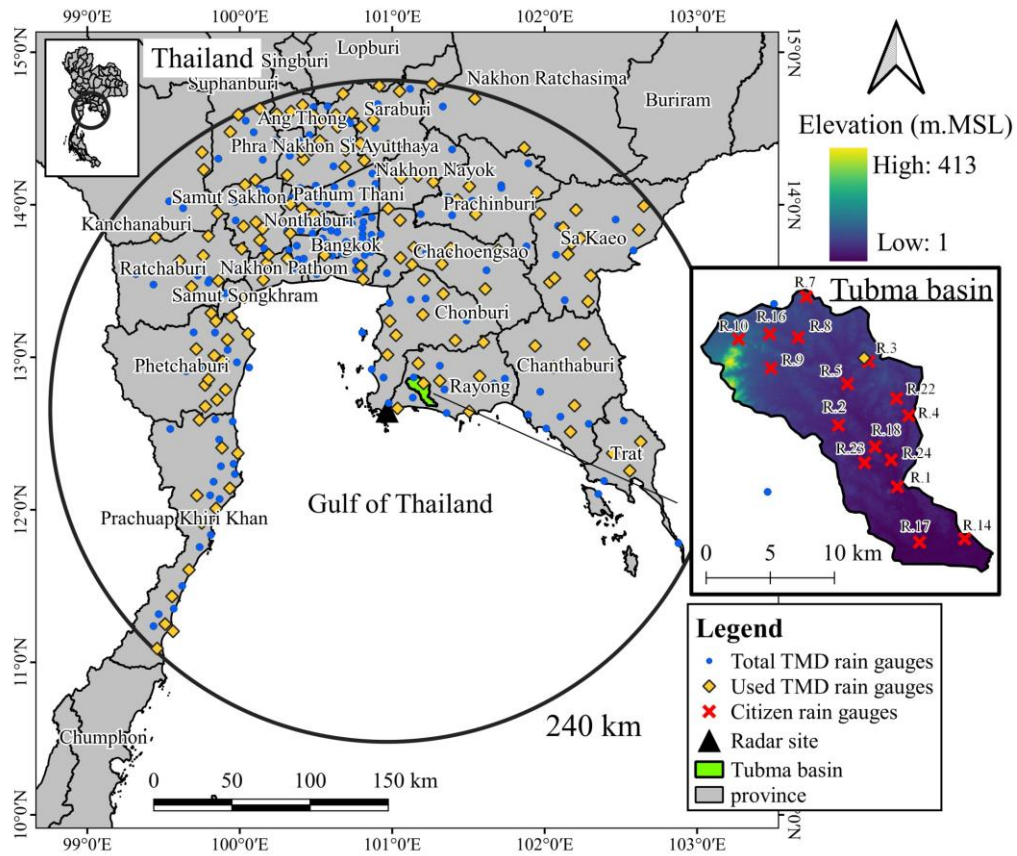 99°0'E
100°0'E
101°0'E
102°0'E
103°0'E
15°0'N
15°0'N
Thailand
Lopburi
Singburi
Suphanburi
Nakhon Ratchasima
Buriram
Saraburi
Ang Thong
Phra Nakhon Si Ayutthaya
Nakhon Nayok
Samut Sakhon
Pathum Thani
Prachinburi
14°0'N
14°0'N
Kanchanaburi
Nonthaburi
Bangkok
Sa Kaeo
Chachoengsao
Ratchaburi
Nakhon Pathom
Samut Songkhram
Chonburi
13°0'N
Phetchaburi
Chanthaburi
Rayong
Trat
12°0'N
Gulf of Thailand
Prachuap Khiri Khan
11°0'N
240 km
Chumphon
0
50
100
150 km
10°0'N
99°0'E
100°0'E
101°0'E
102°0'E
103°0'E
Elevation (m.MSL)
High: 413
Low: 1
Tubma basin
R.7
R.16
R.8
R.10
R.3
R.9
R.5
R.22
R.4
R.2
R.18
R.23
R.24
R.1
R.17
R.14
0
5
10 km
Legend
Total TMD rain gauges
Used TMD rain gauges
Citizen rain gauges
Radar site
Tubma basin
province